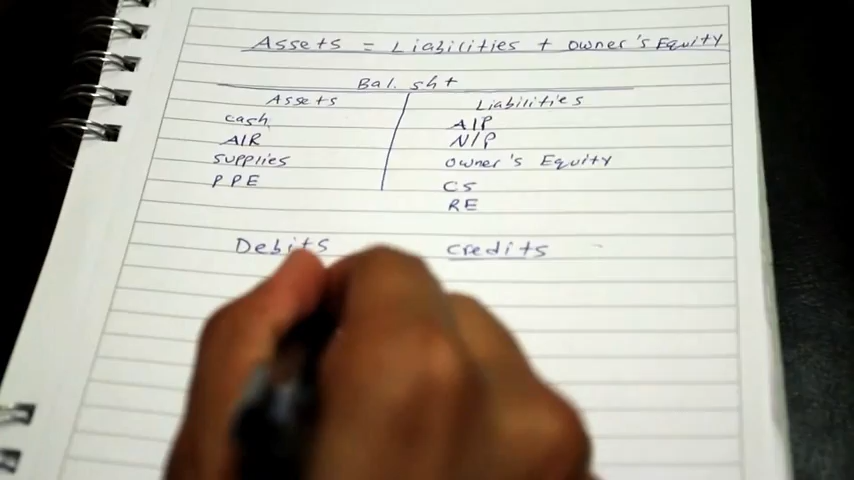 Assets = Liabilities + Owner's Equity
Bal. sht
Assets
Liabilities
cash
A/P
A/R
N/P
supplies
Owner's Equity
PPE
CS
RE
Debits
credits